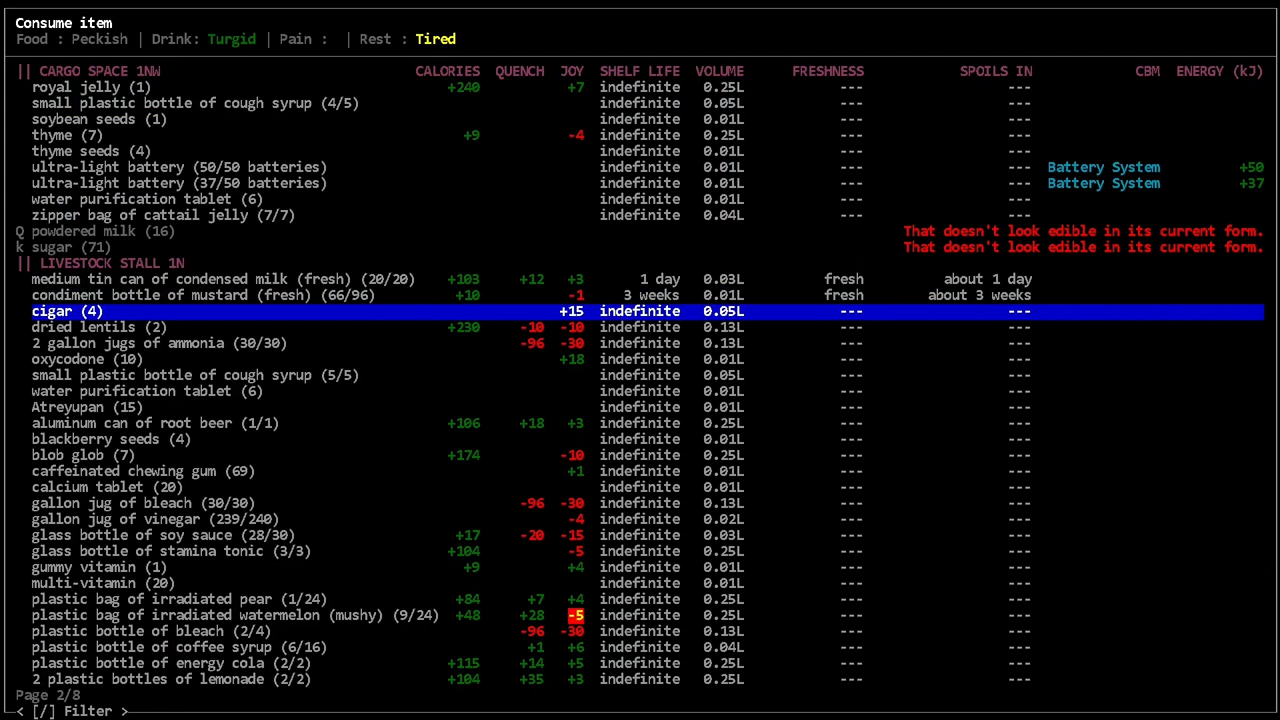 Consume item
Food : Peckish | Drink: Turgid | Pain :  | Rest : Tired
|| CARGO SPACE 1NW CALORIES QUENCH JOY SHELF LIFE VOLUME FRESHNESS SPOILS IN CBM ENERGY (kJ)
royal jelly (1) +240 +7 indefinite 0.25L --- ---
small plastic bottle of cough syrup (4/5) indefinite 0.05L --- ---
soybean seeds (1) indefinite 0.01L --- ---
thyme (7) +9 -4 indefinite 0.25L --- ---
thyme seeds (4) indefinite 0.01L --- ---
ultra-light battery (50/50 batteries) indefinite 0.01L --- --- Battery System +50
ultra-light battery (37/50 batteries) indefinite 0.01L --- --- Battery System +37
water purification tablet (6) indefinite 0.01L --- ---
zipper bag of cattail jelly (7/7) indefinite 0.04L --- ---
Q powdered milk (16) That doesn't look edible in its current form.
k sugar (71) That doesn't look edible in its current form.
|| LIVESTOCK STALL 1N
medium tin can of condensed milk (fresh) (20/20) +103 +12 +3 1 day 0.03L fresh about 1 day
condiment bottle of mustard (fresh) (66/96) +10 -1 3 weeks 0.01L fresh about 3 weeks
cigar (4) +15 indefinite 0.05L --- ---
dried lentils (2) +230 -10 -10 indefinite 0.13L --- ---
2 gallon jugs of ammonia (30/30) -96 -30 indefinite 0.13L --- ---
oxycodone (10) +18 indefinite 0.01L --- ---
small plastic bottle of cough syrup (5/5) indefinite 0.05L --- ---
water purification tablet (6) indefinite 0.01L --- ---
Atreyupan (15) indefinite 0.01L --- ---
aluminum can of root beer (1/1) +106 +18 +3 indefinite 0.25L --- ---
blackberry seeds (4) indefinite 0.01L --- ---
blob glob (7) +174 -10 indefinite 0.25L --- ---
caffeinated chewing gum (69) +1 indefinite 0.01L --- ---
calcium tablet (20) indefinite 0.01L --- ---
gallon jug of bleach (30/30) -96 -30 indefinite 0.13L --- ---
gallon jug of vinegar (239/240) -4 indefinite 0.02L --- ---
glass bottle of soy sauce (28/30) +17 -20 -15 indefinite 0.03L --- ---
glass bottle of stamina tonic (3/3) +104 -5 indefinite 0.25L --- ---
gummy vitamin (1) +9 +4 indefinite 0.01L --- ---
multi-vitamin (20) indefinite 0.01L --- ---
plastic bag of irradiated pear (1/24) +84 +7 +4 indefinite 0.25L --- ---
plastic bag of irradiated watermelon (mushy) (9/24) +48 +28 -5 indefinite 0.25L --- ---
plastic bottle of bleach (2/4) -96 -30 indefinite 0.13L --- ---
plastic bottle of coffee syrup (6/16) +1 +6 indefinite 0.04L --- ---
plastic bottle of energy cola (2/2) +115 +14 +5 indefinite 0.25L --- ---
2 plastic bottles of lemonade (2/2) +104 +35 +3 indefinite 0.25L --- ---
Page 2/8
< [/] Filter >